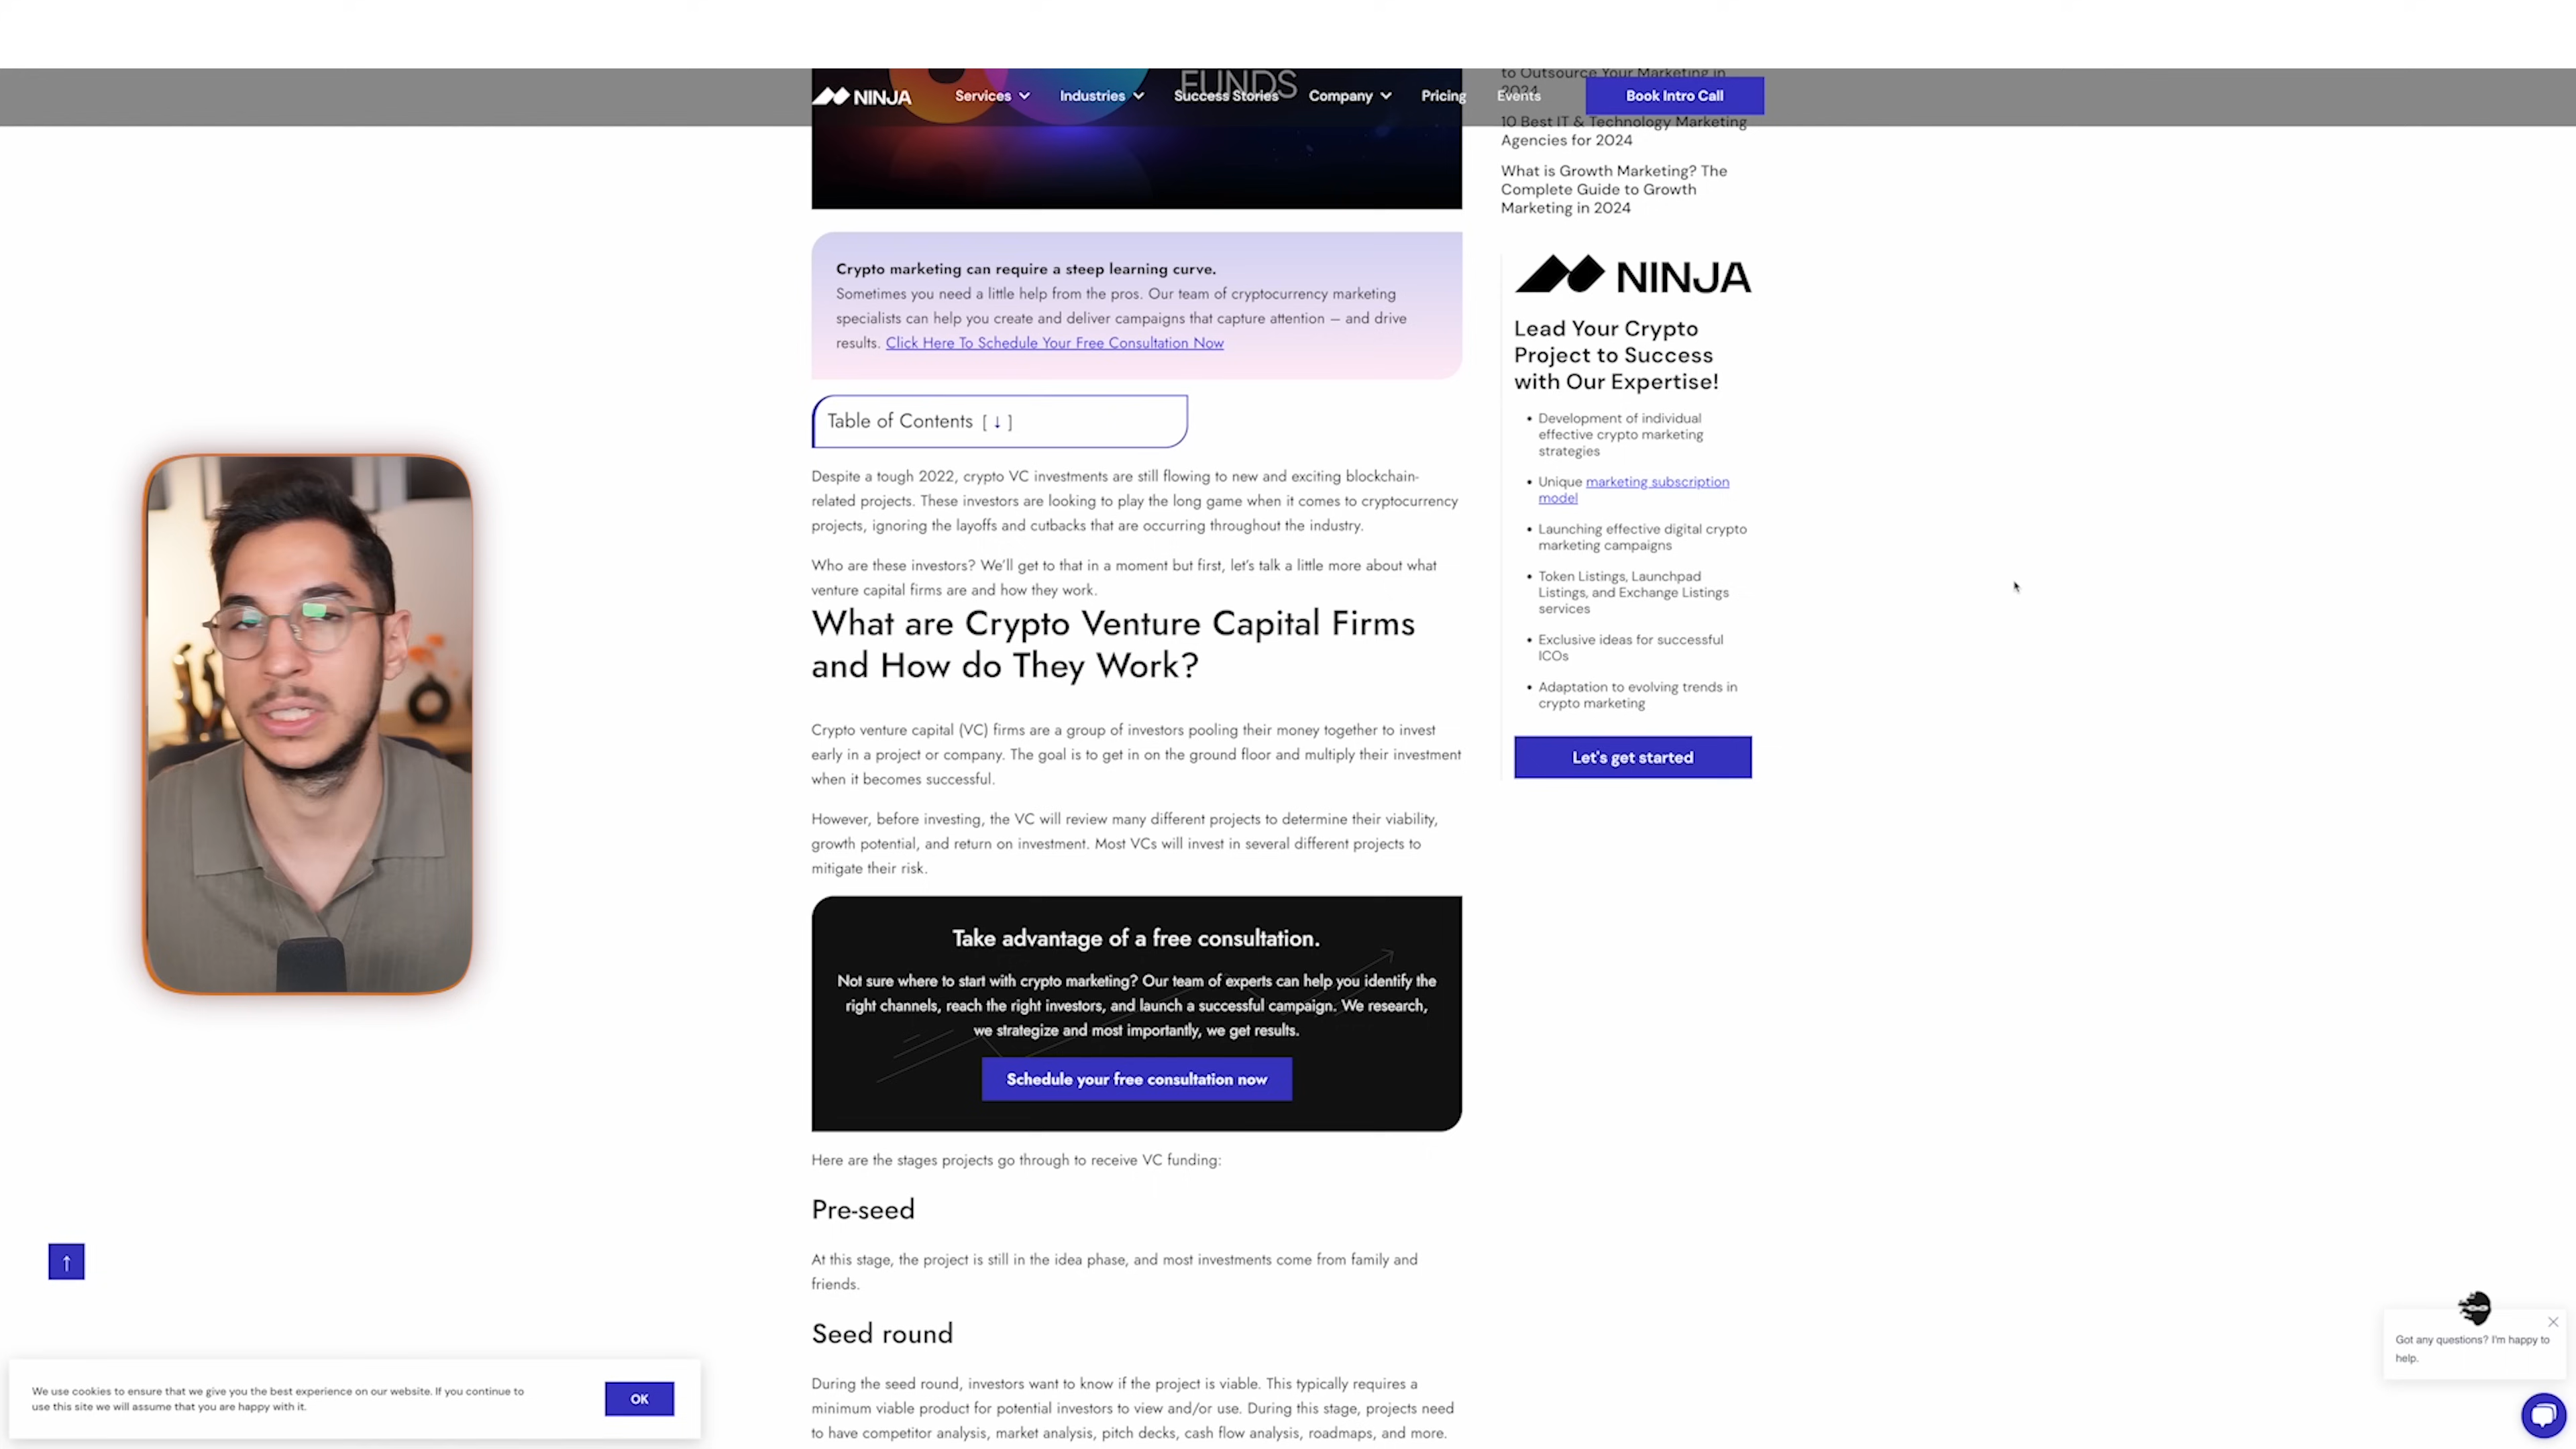 FUNDS
NINJA
Services
Industries
Success Stories
Company
Pricing
Events
Book Intro Call
to Outsource Your Marketing in
2024
10 Best IT & Technology Marketing
Agencies for 2024
What is Growth Marketing? The
Complete Guide to Growth
Marketing in 2024
Crypto marketing can require a steep learning curve.
Sometimes you need a little help from the pros. Our team of cryptocurrency marketing
specialists can help you create and deliver campaigns that capture attention – and drive
results. Click Here To Schedule Your Free Consultation Now
Table of Contents [ ↓ ]
Despite a tough 2022, crypto VC investments are still flowing to new and exciting blockchain-
related projects. These investors are looking to play the long game when it comes to cryptocurrency
projects, ignoring the layoffs and cutbacks that are occurring throughout the industry.
Who are these investors? We'll get to that in a moment but first, let's talk a little more about what
venture capital firms are and how they work.
What are Crypto Venture Capital Firms
and How do They Work?
Crypto venture capital (VC) firms are a group of investors pooling their money together to invest
early in a project or company. The goal is to get in on the ground floor and multiply their investment
when it becomes successful.
However, before investing, the VC will review many different projects to determine their viability,
growth potential, and return on investment. Most VCs will invest in several different projects to
mitigate their risk.
Take advantage of a free consultation.
Not sure where to start with crypto marketing? Our team of experts can help you identify the
right channels, reach the right investors, and launch a successful campaign. We research,
we strategize and most importantly, we get results.
Schedule your free consultation now
Here are the stages projects go through to receive VC funding:
Pre-seed
At this stage, the project is still in the idea phase, and most investments come from family and
friends.
Seed round
During the seed round, investors want to know if the project is viable. This typically requires a
minimum viable product for potential investors to view and/or use. During this stage, projects need
to have competitor analysis, market analysis, pitch decks, cash flow analysis, roadmaps, and more.
NINJA
Lead Your Crypto
Project to Success
with Our Expertise!
• Development of individual
effective crypto marketing
strategies
• Unique marketing subscription
model
• Launching effective digital crypto
marketing campaigns
• Token Listings, Launchpad
Listings, and Exchange Listings
services
• Exclusive ideas for successful
ICOs
• Adaptation to evolving trends in
crypto marketing
Let's get started
We use cookies to ensure that we give you the best experience on our website. If you continue to
use this site we will assume that you are happy with it.
OK
Got any questions? I'm happy to
help.